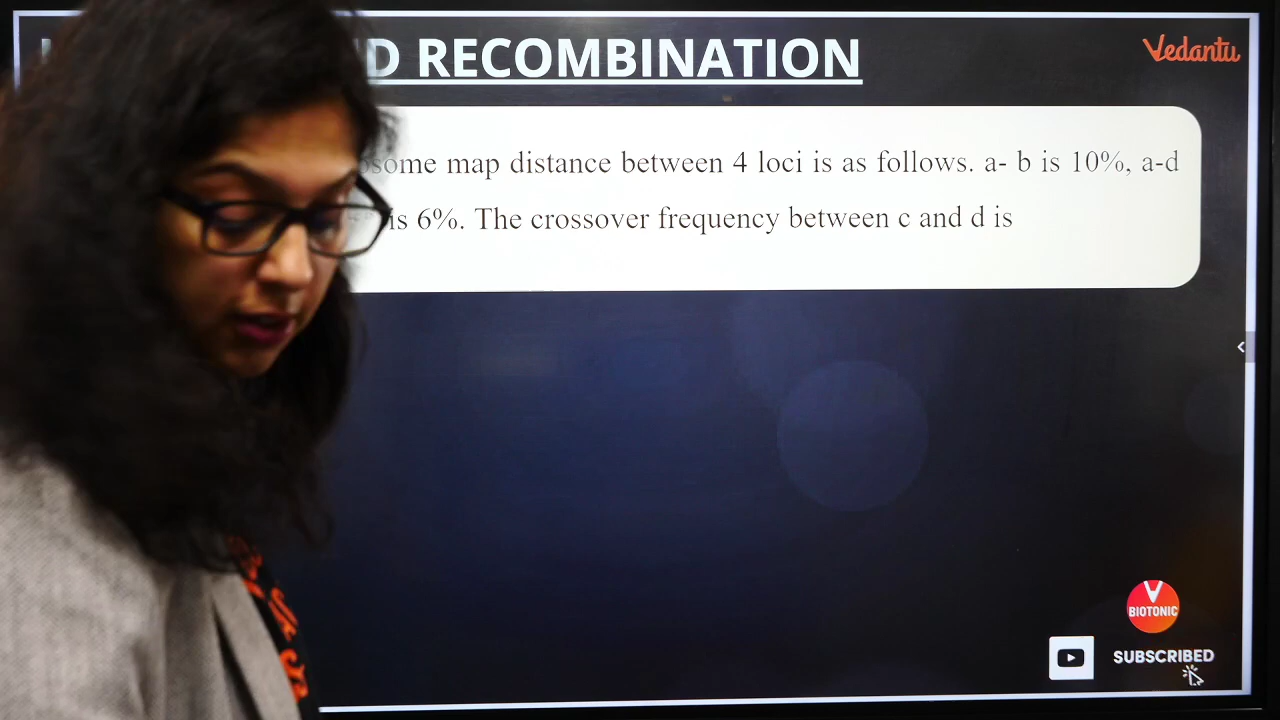 D RECOMBINATION
Vedantu
some map distance between 4 loci is as follows. a- b is 10%, a-d
is 6%. The crossover frequency between c and d is
BIOTONIC
SUBSCRIBED